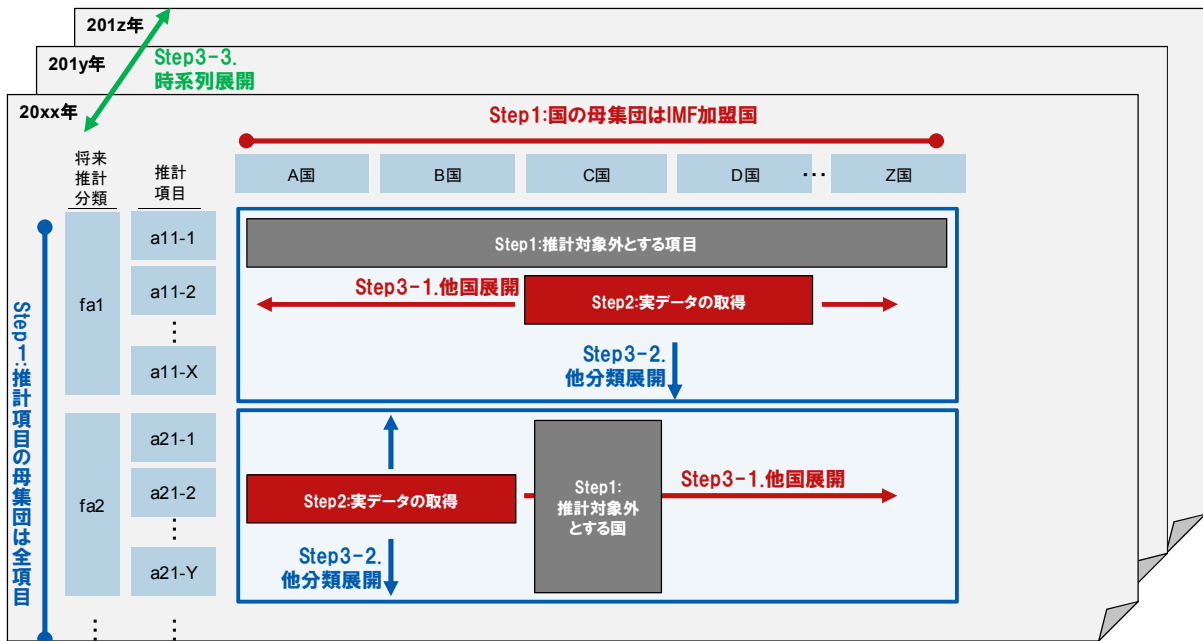 201z年
201y年
20xx年
Step3-3.
時系列展開
Step1:国の母集団はIMF加盟国
将来
推計
分類
推計
項目
A国
B国
C国
D国
･･･
Z国
Step1:推計項目の母集団は全項目
fa1
a11-1
a11-2
⋮
a11-X
Step1:推計対象外とする項目
Step3-1.他国展開
Step2:実データの取得
Step3-2.
他分類展開
fa2
a21-1
a21-2
⋮
a21-Y
Step2:実データの取得
Step1:
推計対象外
とする国
Step3-1.他国展開
Step3-2.
他分類展開
⋮
⋮